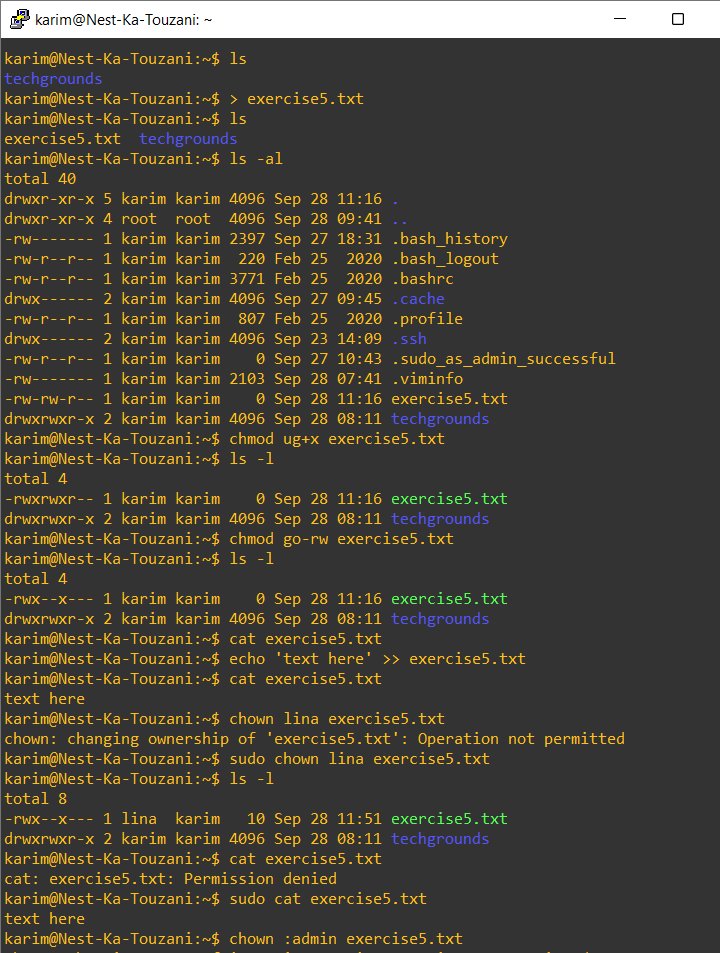 karim@Nest-Ka-Touzani: ~
karim@Nest-Ka-Touzani:~$ ls
techgrounds
karim@Nest-Ka-Touzani:~$ > exercise5.txt
karim@Nest-Ka-Touzani:~$ ls
exercise5.txt  techgrounds
karim@Nest-Ka-Touzani:~$ ls -al
total 40
drwxr-xr-x 5 karim karim 4096 Sep 28 11:16 .
drwxr-xr-x 4 root  root  4096 Sep 28 09:41 ..
-rw------- 1 karim karim 2397 Sep 27 18:31 .bash_history
-rw-r--r-- 1 karim karim  220 Feb 25  2020 .bash_logout
-rw-r--r-- 1 karim karim 3771 Feb 25  2020 .bashrc
drwx------ 2 karim karim 4096 Sep 27 09:45 .cache
-rw-r--r-- 1 karim karim  807 Feb 25  2020 .profile
drwx------ 2 karim karim 4096 Sep 23 14:09 .ssh
-rw-r--r-- 1 karim karim    0 Sep 27 10:43 .sudo_as_admin_successful
-rw------- 1 karim karim 2103 Sep 28 07:41 .viminfo
-rw-rw-r-- 1 karim karim    0 Sep 28 11:16 exercise5.txt
drwxrwxr-x 2 karim karim 4096 Sep 28 08:11 techgrounds
karim@Nest-Ka-Touzani:~$ chmod ug+x exercise5.txt
karim@Nest-Ka-Touzani:~$ ls -l
total 4
-rwxrwxr-- 1 karim karim    0 Sep 28 11:16 exercise5.txt
drwxrwxr-x 2 karim karim 4096 Sep 28 08:11 techgrounds
karim@Nest-Ka-Touzani:~$ chmod go-rw exercise5.txt
karim@Nest-Ka-Touzani:~$ ls -l
total 4
-rwx--x--- 1 karim karim    0 Sep 28 11:16 exercise5.txt
drwxrwxr-x 2 karim karim 4096 Sep 28 08:11 techgrounds
karim@Nest-Ka-Touzani:~$ cat exercise5.txt
karim@Nest-Ka-Touzani:~$ echo 'text here' >> exercise5.txt
karim@Nest-Ka-Touzani:~$ cat exercise5.txt
text here
karim@Nest-Ka-Touzani:~$ chown lina exercise5.txt
chown: changing ownership of 'exercise5.txt': Operation not permitted
karim@Nest-Ka-Touzani:~$ sudo chown lina exercise5.txt
karim@Nest-Ka-Touzani:~$ ls -l
total 8
-rwx--x--- 1 lina  karim   10 Sep 28 11:51 exercise5.txt
drwxrwxr-x 2 karim karim 4096 Sep 28 08:11 techgrounds
karim@Nest-Ka-Touzani:~$ cat exercise5.txt
cat: exercise5.txt: Permission denied
karim@Nest-Ka-Touzani:~$ sudo cat exercise5.txt
text here
karim@Nest-Ka-Touzani:~$ chown :admin exercise5.txt